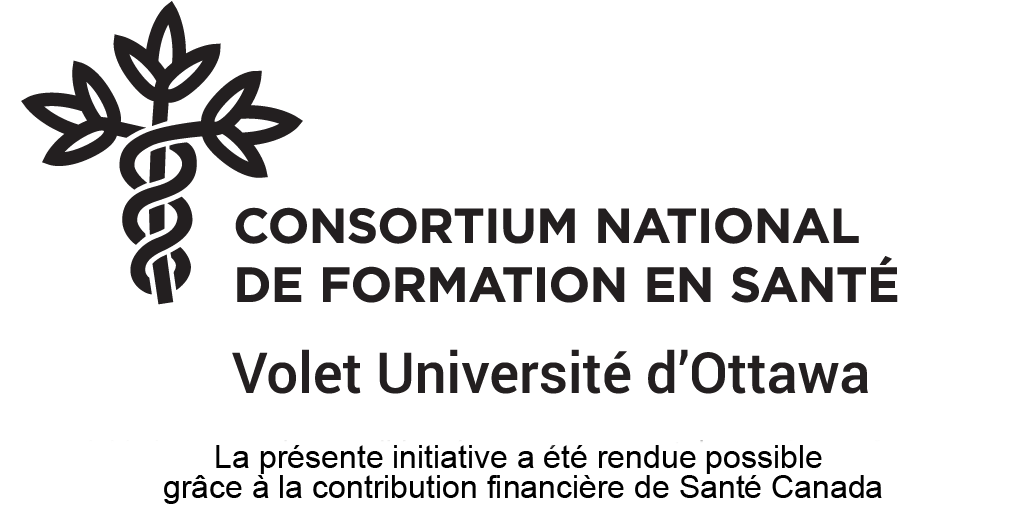 CONSORTIUM NATIONAL
DE FORMATION EN SANTÉ
Volet Université d’Ottawa
La présente initiative a été rendue possible
grâce à la contribution financière de Santé Canada